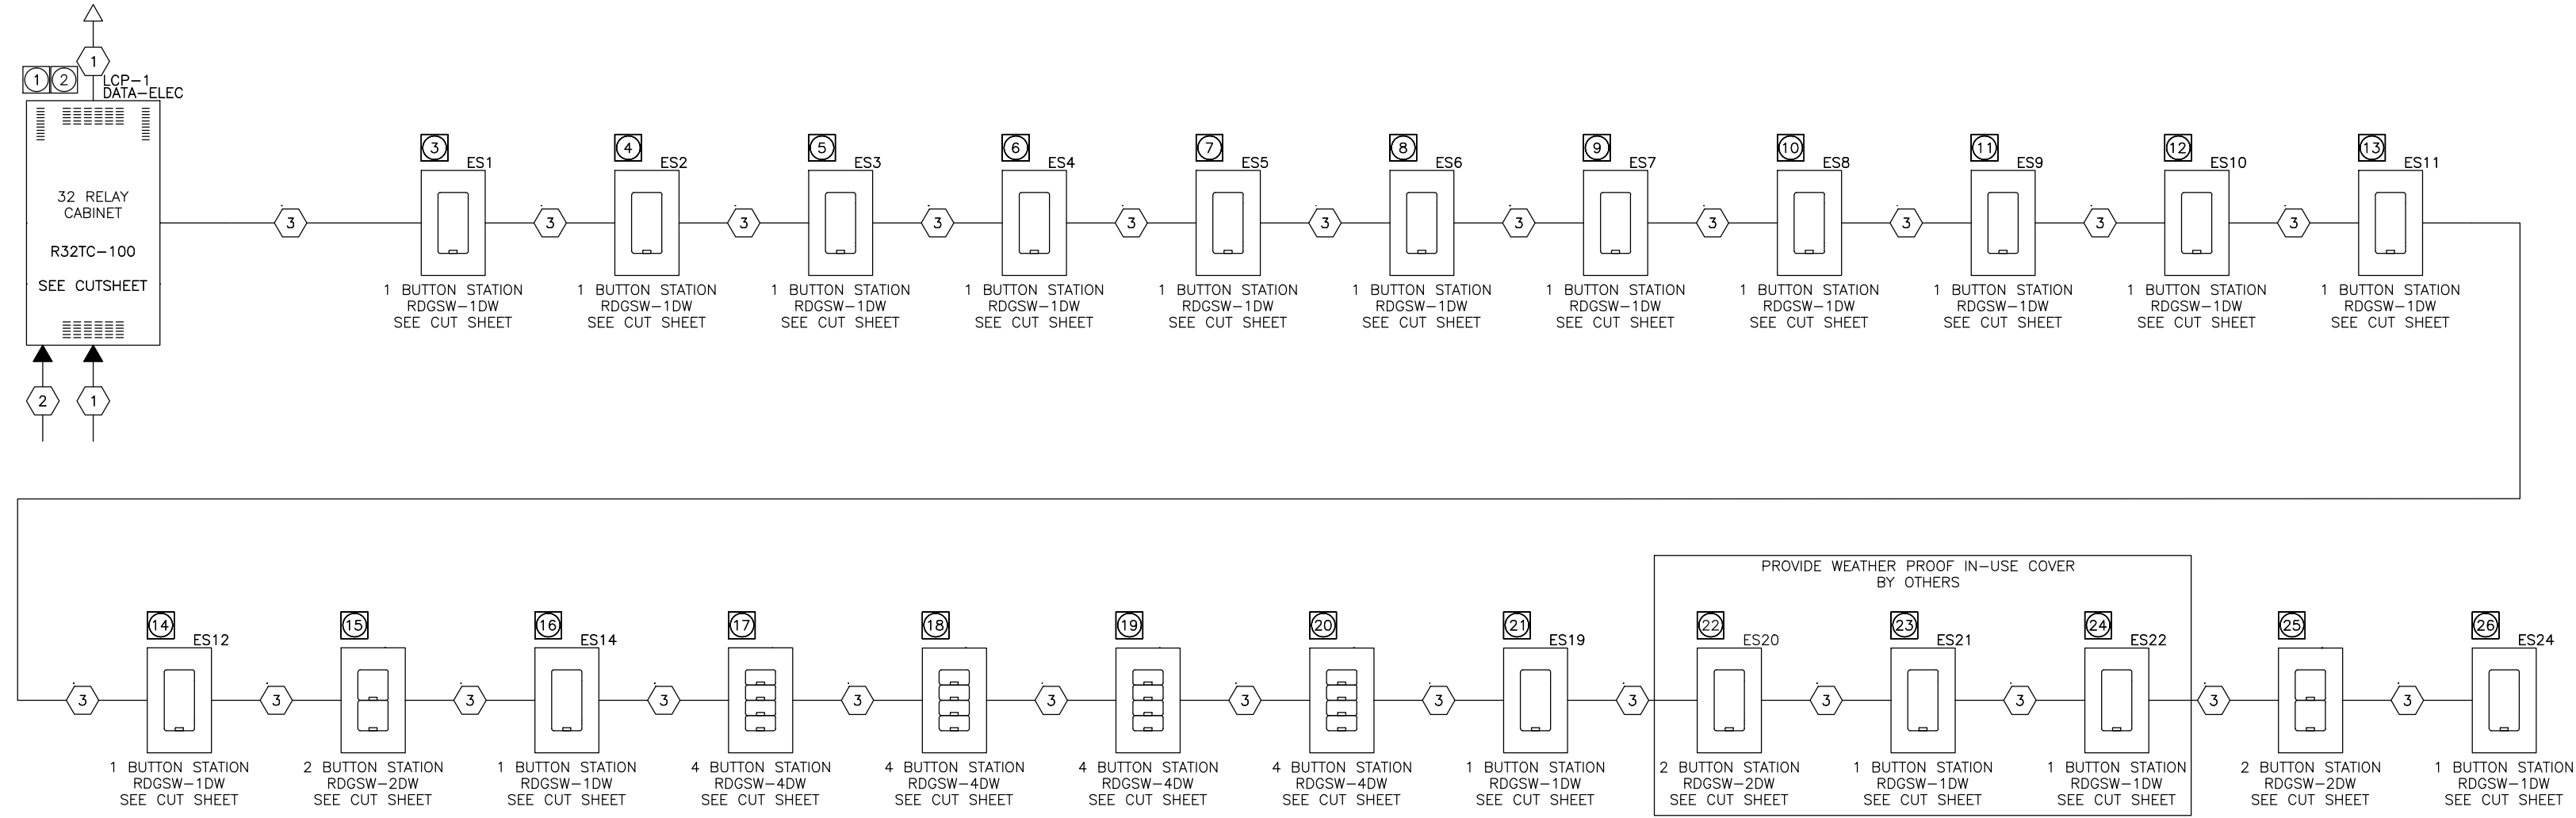 1
1 2 LCP-1
DATA-ELEC
32 RELAY
CABINET
R32TC-100
SEE CUTSHEET
2 1
3 4 5 6 7 8 9 10 11 12 13
ES1 ES2 ES3 ES4 ES5 ES6 ES7 ES8 ES9 ES10 ES11
3 3 3 3 3 3 3 3 3 3 3
1 BUTTON STATION 1 BUTTON STATION 1 BUTTON STATION 1 BUTTON STATION 1 BUTTON STATION 1 BUTTON STATION 1 BUTTON STATION 1 BUTTON STATION 1 BUTTON STATION 1 BUTTON STATION 1 BUTTON STATION
RDGSW-1DW RDGSW-1DW RDGSW-1DW RDGSW-1DW RDGSW-1DW RDGSW-1DW RDGSW-1DW RDGSW-1DW RDGSW-1DW RDGSW-1DW RDGSW-1DW
SEE CUT SHEET SEE CUT SHEET SEE CUT SHEET SEE CUT SHEET SEE CUT SHEET SEE CUT SHEET SEE CUT SHEET SEE CUT SHEET SEE CUT SHEET SEE CUT SHEET SEE CUT SHEET
PROVIDE WEATHER PROOF IN-USE COVER
BY OTHERS
14 15 16 17 18 19 20 21 22 23 24 25 26
ES12 ES14 ES19 ES20 ES21 ES22 ES24
3 3 3 3 3 3 3 3 3 3 3 3 3
1 BUTTON STATION 2 BUTTON STATION 1 BUTTON STATION 4 BUTTON STATION 4 BUTTON STATION 4 BUTTON STATION 4 BUTTON STATION 1 BUTTON STATION 2 BUTTON STATION 1 BUTTON STATION 1 BUTTON STATION 2 BUTTON STATION 1 BUTTON STATION
RDGSW-1DW RDGSW-2DW RDGSW-1DW RDGSW-4DW RDGSW-4DW RDGSW-4DW RDGSW-4DW RDGSW-1DW RDGSW-2DW RDGSW-1DW RDGSW-1DW RDGSW-2DW RDGSW-1DW
SEE CUT SHEET SEE CUT SHEET SEE CUT SHEET SEE CUT SHEET SEE CUT SHEET SEE CUT SHEET SEE CUT SHEET SEE CUT SHEET SEE CUT SHEET SEE CUT SHEET SEE CUT SHEET SEE CUT SHEET SEE CUT SHEET